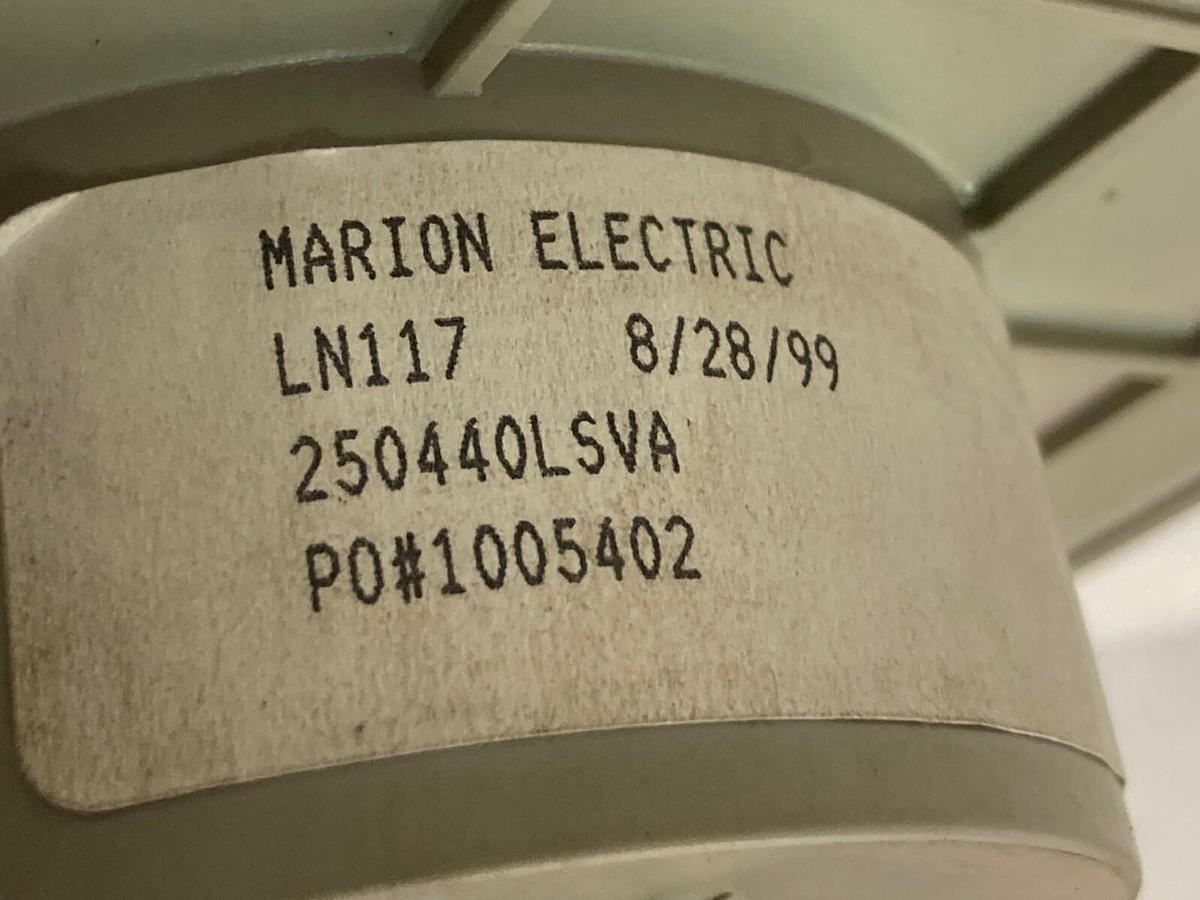 MARION ELECTRIC
LN117 8/28/99
250440LSVA
PO#1005402